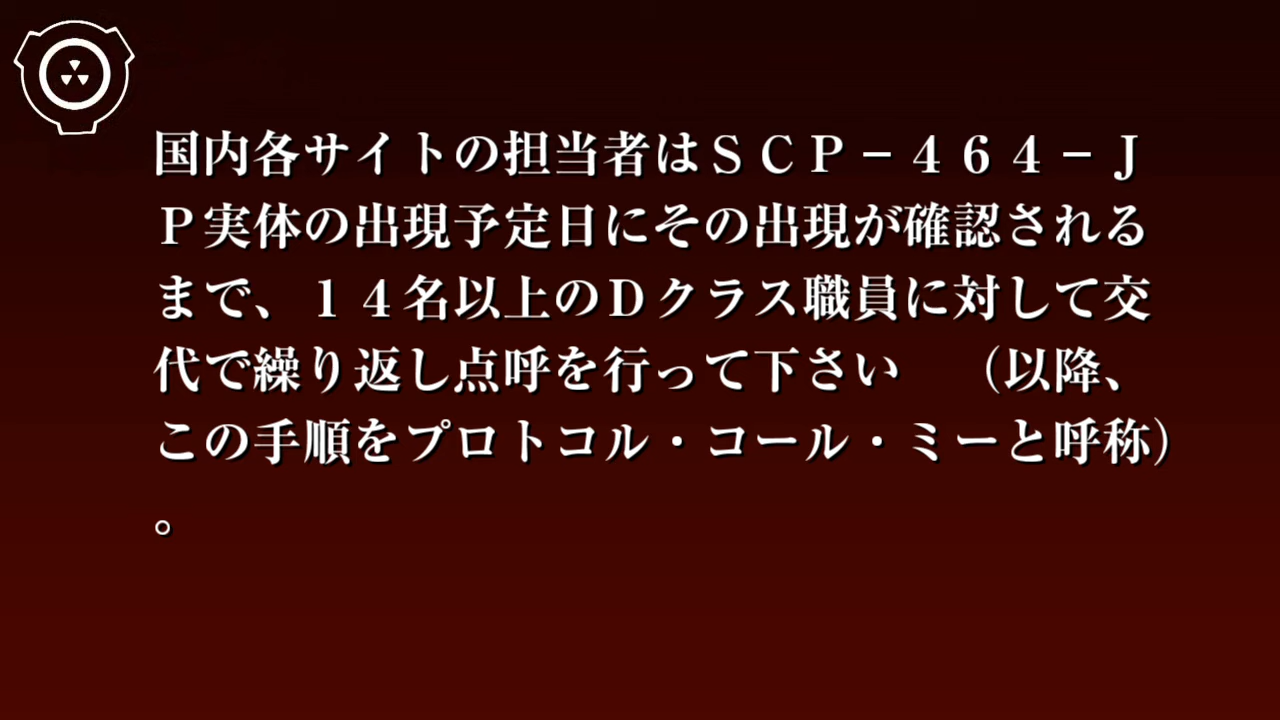 国内各サイトの担当者はＳＣＰ－４６４－Ｊ
Ｐ実体の出現予定日にその出現が確認される
まで、１４名以上のＤクラス職員に対して交
代で繰り返し点呼を行って下さい　（以降、
この手順をプロトコル・コール・ミーと呼称）
。